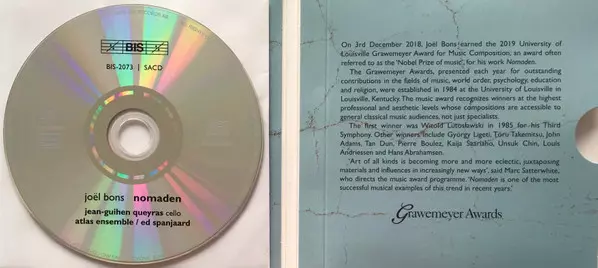 BIS
BIS-2073 | SACD
joël bons nomaden
jean-guihen queyras cello
atlas ensemble / ed spanjaard
On 3rd December 2018, Joël Bons earned the 2019 University of
Louisville Grawemeyer Award for Music Composition, an award often
referred to as the 'Nobel Prize of music', for his work Nomaden.
The Grawemeyer Awards, presented each year for outstanding
contributions in the fields of music, world order, psychology, education
and religion, were established in 1984 at the University of Louisville in
Louisville, Kentucky. The music award recognizes winners at the highest
professional and aesthetic levels whose compositions are accessible to
general classical music audiences, not just specialists.
The first winner was Witold Lutosławski in 1985 for his Third
Symphony. Other winners include György Ligeti, Tōru Takemitsu, John
Adams, Tan Dun, Pierre Boulez, Kaija Saariaho, Unsuk Chin, Louis
Andriessen and Hans Abrahamsen.
'Art of all kinds is becoming more and more eclectic, juxtaposing
materials and influences in increasingly new ways', said Marc Satterwhite,
who directs the music award programme. 'Nomaden is one of the most
successful musical examples of this trend in recent years.'
Grawemeyer Awards